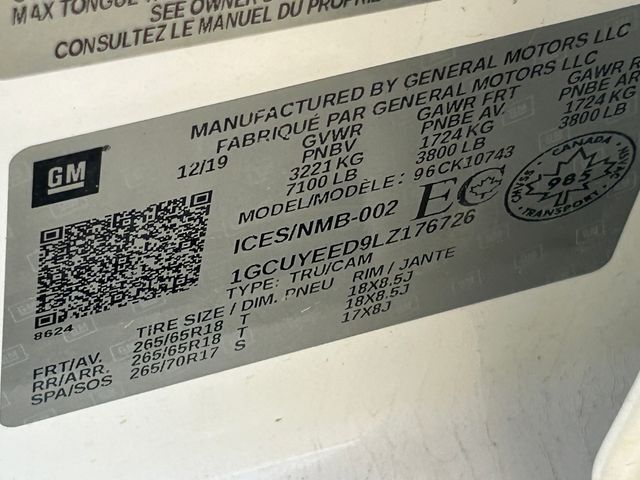 MAX TONGUE
SEE OWNER'S
CONSULTEZ LE MANUEL DU PR
MANUFACTURED BY GENERAL MOTORS LLC
FABRIQUÉ PAR GENERAL MOTORS LLC
GM
12/19
GVWR
PNBV
3221 KG
7100 LB
GAWR FRT
PNBE AV.
1724 KG
3800 LB
GAWR R
PNBE AR
1724 KG
3800 LB
MODEL/MODÈLE: 96CK10743
ICES/NMB-002
EC
CANADA
985
TRANSPORT
1GCUYEED9LZ176726
TYPE: TRU/CAM
8624
TIRE SIZE / DIM. PNEU RIM / JANTE
FRT/AV. 265/65R18 T 18X8.5J
RR/ARR. 265/65R18 T 18X8.5J
SPA/SOS 265/70R17 S 17X8J